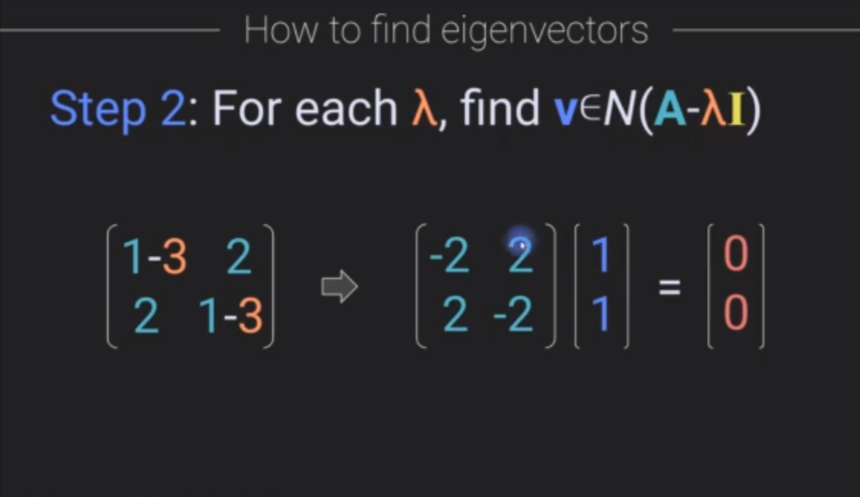 How to find eigenvectors
Step 2: For each λ, find v∈N(A-λI)
1-3 2 ⇨ -2 2 1 = 0
2 1-3 2 -2 1 0